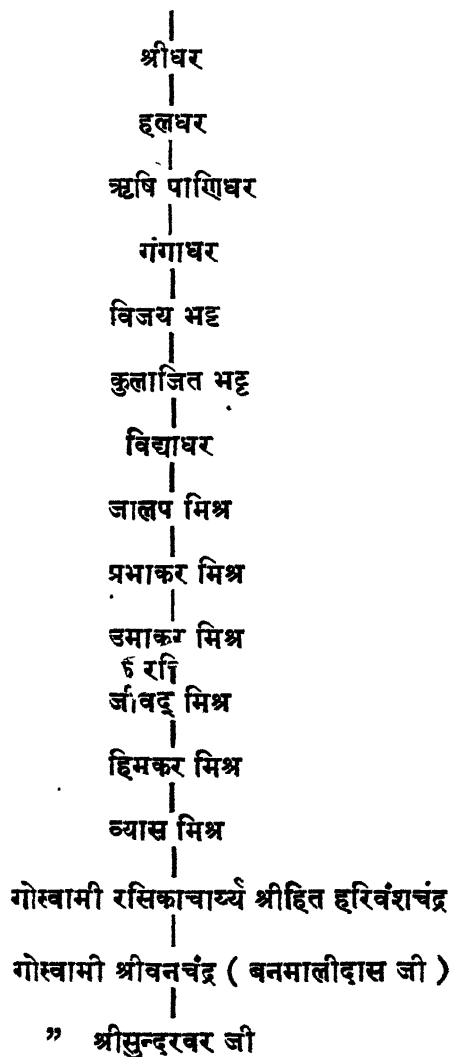 श्रीधर
हलधर
ऋषि पाणिधर
गंगाधर
विजय भट्ट
कुलाजित भट्ट
विद्याधर
जालप मिश्र
प्रभाकर मिश्र
उमाकर मिश्र
मिश्र
हिमकर मिश्र
व्यास मिश्र
गोस्वामी रसिकाचार्य्य श्रीहित हरिवंशचंद्र
गोस्वामी श्रीवनचंद्र ( बनमालीदास जी )
” श्रीसुन्दरवर जी